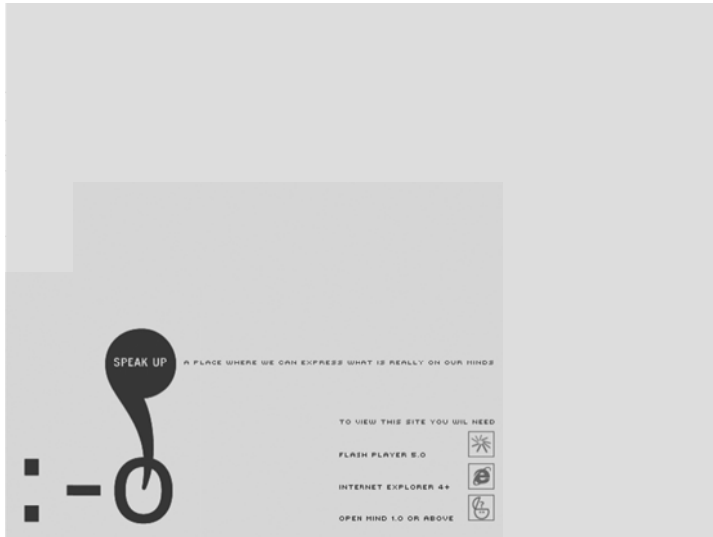 SPEAK UP A PLACE WHERE WE CAN EXPRESS WHAT IS REALLY ON OUR MINDS
TO VIEW THIS SITE YOU WIL NEED
FLASH PLAYER 5.0
:-O
INTERNET EXPLORER 4+
OPEN MIND 1.0 OR ABOVE